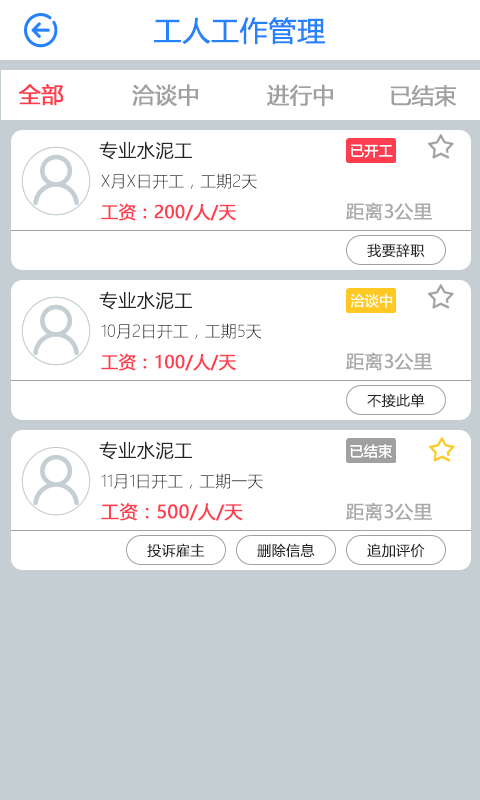 工人工作管理
全部 洽谈中 进行中 已结束
专业水泥工 已开工
X月X日开工，工期2天
工资：200/人/天 距离3公里
我要辞职
专业水泥工 洽谈中
10月2日开工，工期5天
工资：100/人/天 距离3公里
不接此单
专业水泥工 已结束
11月1日开工，工期一天
工资：500/人/天 距离3公里
投诉雇主 删除信息 追加评价